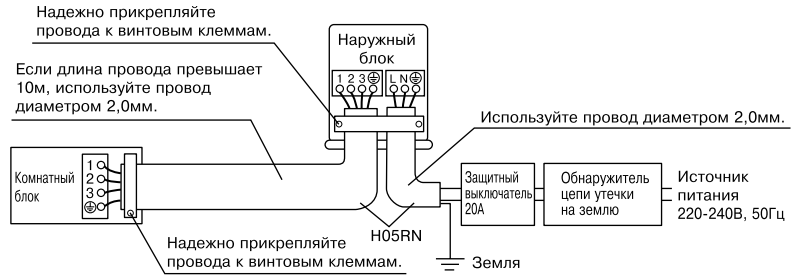 Надежно прикрепляйте
провода к винтовым клеммам.
Наружный
блок
1 2 3
L N
Если длина провода превышает
10м, используйте провод
диаметром 2,0мм.
Используйте провод диаметром 2,0мм.
Комнатный
блок
1
2
3
Защитный
выключатель
20А
Обнаружитель
цепи утечки
на землю
Источник
питания
220-240В, 50Гц
H05RN
Надежно прикрепляйте
провода к винтовым клеммам.
Земля